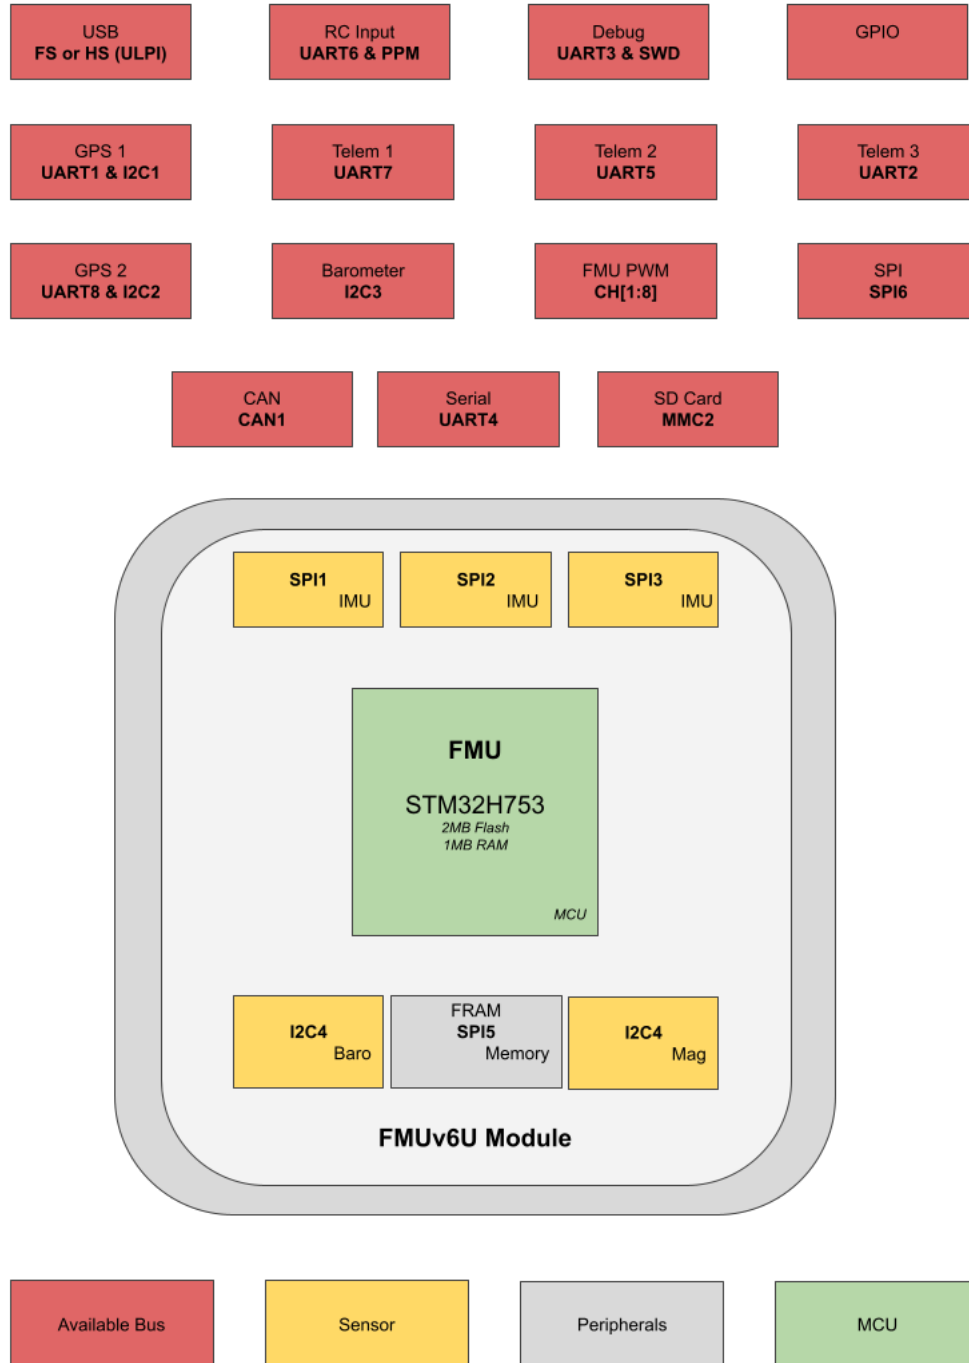 USB
FS or HS (ULPI)
RC Input
UART6 & PPM
Debug
UART3 & SWD
GPIO
GPS 1
UART1 & I2C1
Telem 1
UART7
Telem 2
UART5
Telem 3
UART2
GPS 2
UART8 & I2C2
Barometer
I2C3
FMU PWM
CH[1:8]
SPI
SPI6
CAN
CAN1
Serial
UART4
SD Card
MMC2
SPI1
IMU
SPI2
IMU
SPI3
IMU
FMU
STM32H753
2MB Flash
1MB RAM
MCU
I2C4
Baro
FRAM
SPI5
Memory
I2C4
Mag
FMUv6U Module
Available Bus
Sensor
Peripherals
MCU